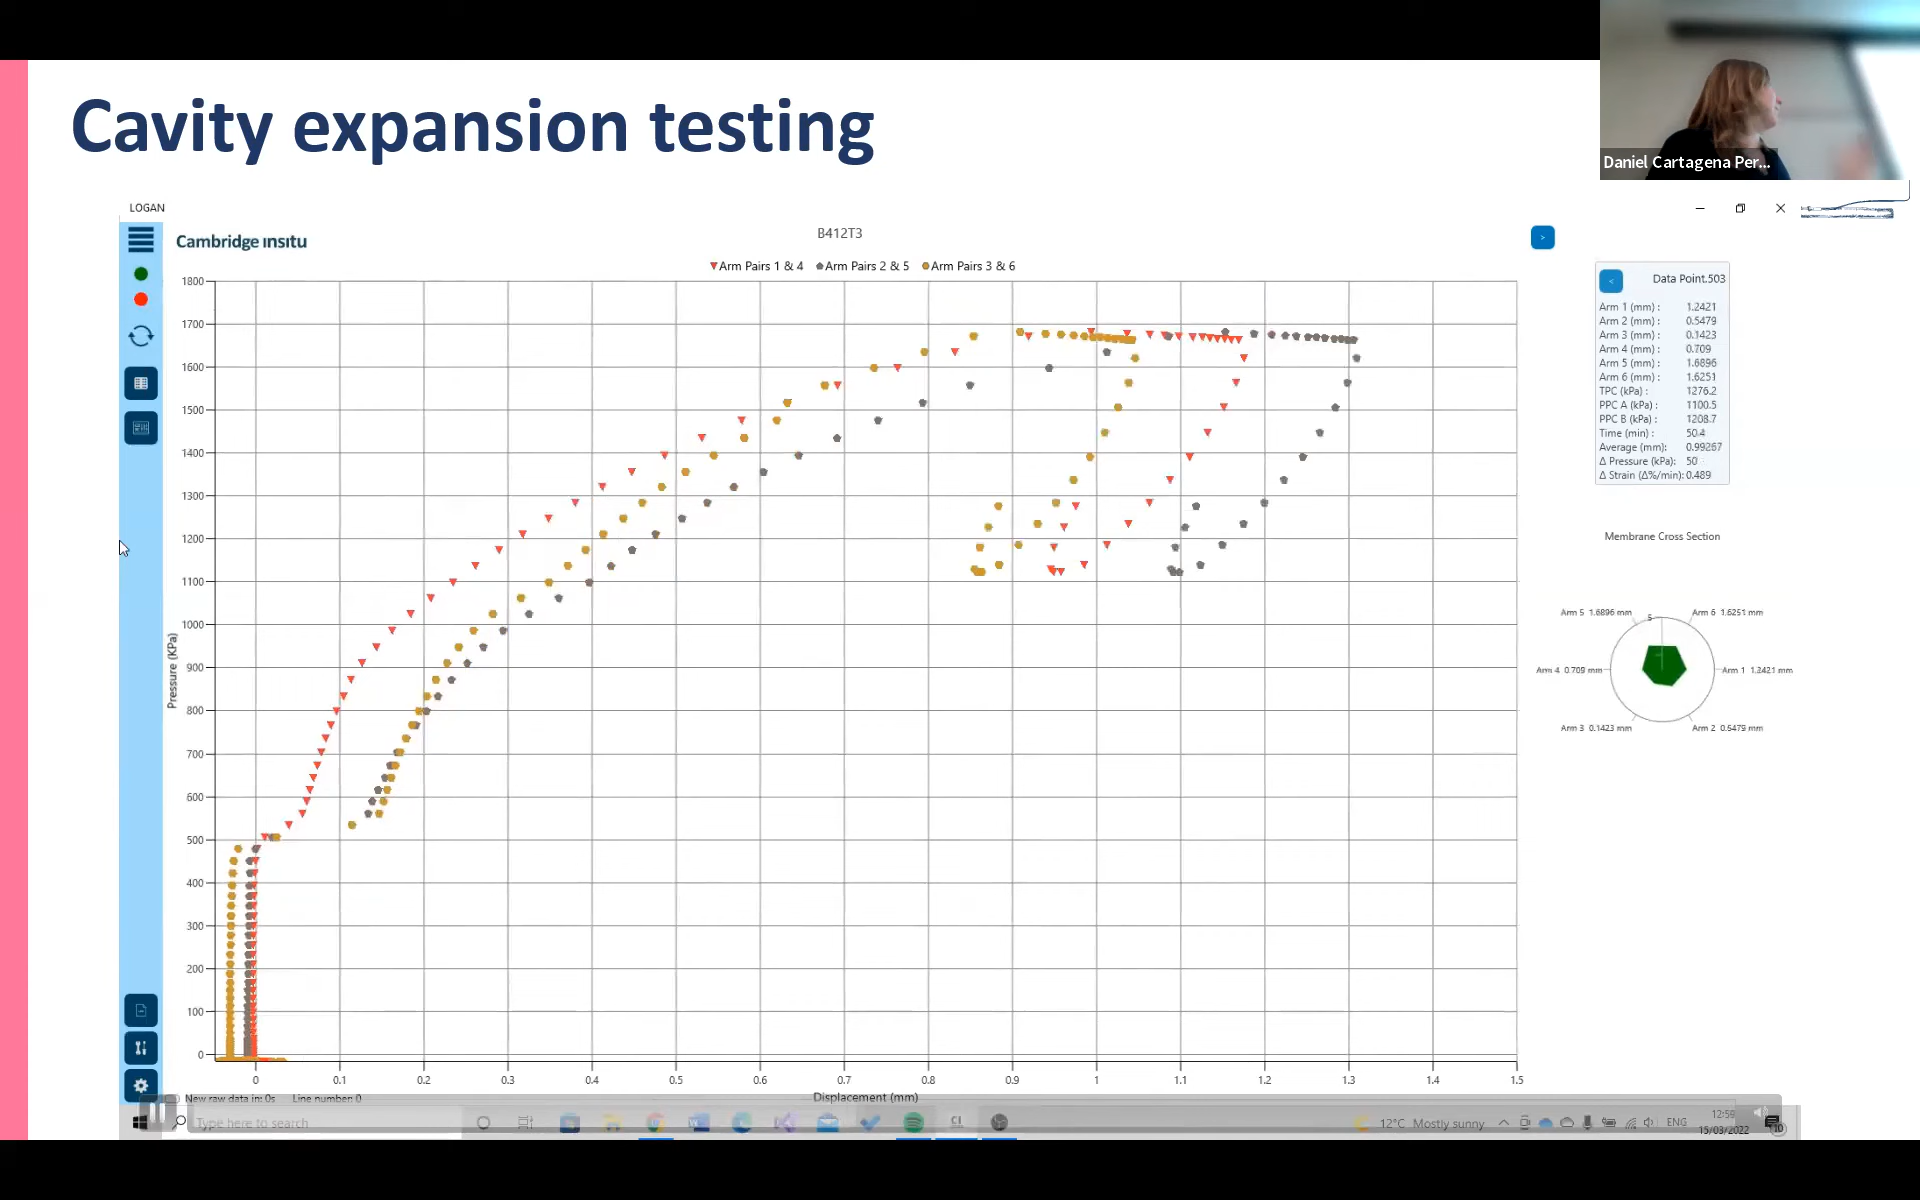 Cavity expansion testing
Daniel Cartagena Per...
LOGAN
Cambridge insitu
B412T3
Arm Pairs 1 & 4 Arm Pairs 2 & 5 Arm Pairs 3 & 6
1800
1700
1600
1500
1400
1300
1200
1100
1000
900
800
700
600
500
400
300
200
100
0
Pressure (KPa)
0 0.1 0.2 0.3 0.4 0.5 0.6 0.7 0.8 0.9 1 1.1 1.2 1.3 1.4 1.5
Displacement (mm)
New raw data in: 0s Line number: 0
Data Point.503
Arm 1 (mm) : 1.2421
Arm 2 (mm) : 0.5479
Arm 3 (mm) : 0.1423
Arm 4 (mm) : 0.709
Arm 5 (mm) : 1.6896
Arm 6 (mm) : 1.6251
TPC (kPa) : 1276.2
PPC A (kPa) : 1100.5
PPC B (kPa) : 1208.7
Time (min) : 50.4
Average (mm): 0.99267
Δ Pressure (kPa): 50
Δ Strain (Δ%/min): 0.489
Membrane Cross Section
Arm 5 1.6896 mm
Arm 6 1.6251 mm
5
Arm 4 0.709 mm
Arm 1 1.2421 mm
Arm 3 0.1423 mm
Arm 2 0.5479 mm
Type here to search
12°C Mostly sunny
ENG
12:59
15/03/2022